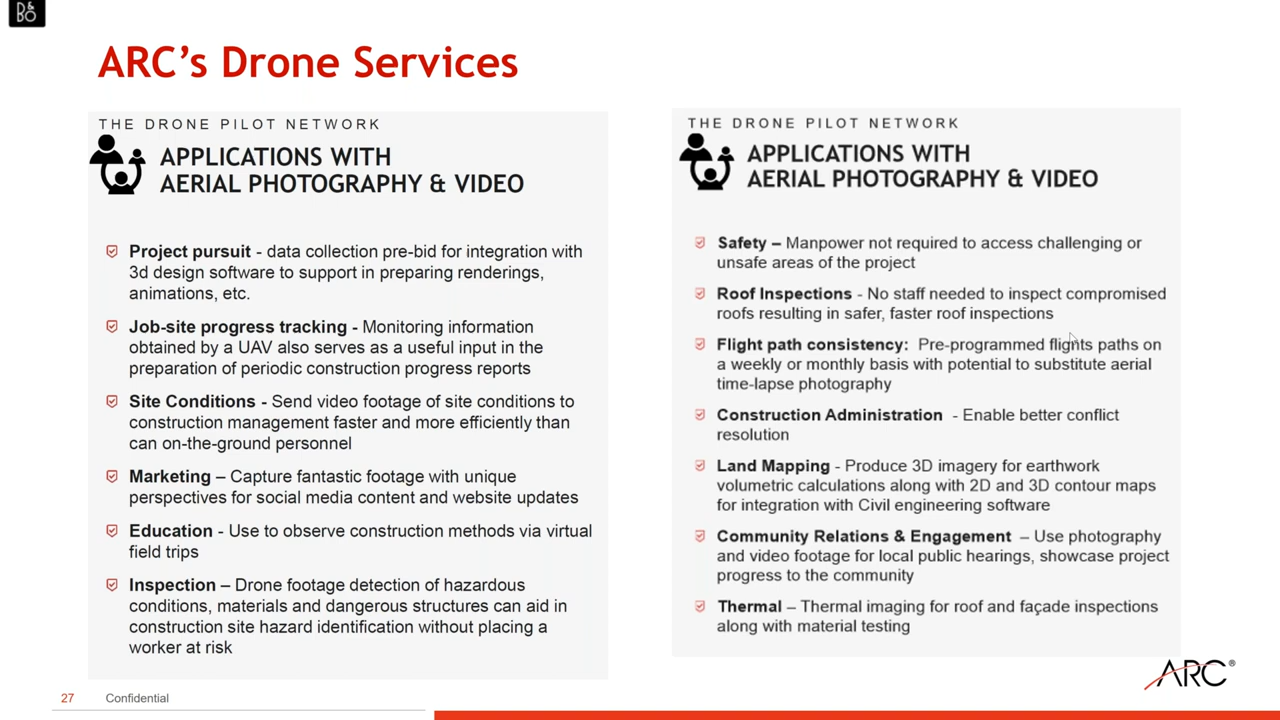 B&O
ARC's Drone Services
THE DRONE PILOT NETWORK
APPLICATIONS WITH
AERIAL PHOTOGRAPHY & VIDEO
Project pursuit - data collection pre-bid for integration with
3d design software to support in preparing renderings,
animations, etc.
Job-site progress tracking - Monitoring information
obtained by a UAV also serves as a useful input in the
preparation of periodic construction progress reports
Site Conditions - Send video footage of site conditions to
construction management faster and more efficiently than
can on-the-ground personnel
Marketing – Capture fantastic footage with unique
perspectives for social media content and website updates
Education - Use to observe construction methods via virtual
field trips
Inspection – Drone footage detection of hazardous
conditions, materials and dangerous structures can aid in
construction site hazard identification without placing a
worker at risk
THE DRONE PILOT NETWORK
APPLICATIONS WITH
AERIAL PHOTOGRAPHY & VIDEO
Safety – Manpower not required to access challenging or
unsafe areas of the project
Roof Inspections - No staff needed to inspect compromised
roofs resulting in safer, faster roof inspections
Flight path consistency: Pre-programmed flights paths on
a weekly or monthly basis with potential to substitute aerial
time-lapse photography
Construction Administration - Enable better conflict
resolution
Land Mapping - Produce 3D imagery for earthwork
volumetric calculations along with 2D and 3D contour maps
for integration with Civil engineering software
Community Relations & Engagement – Use photography
and video footage for local public hearings, showcase project
progress to the community
Thermal – Thermal imaging for roof and façade inspections
along with material testing
ARC®
27 Confidential